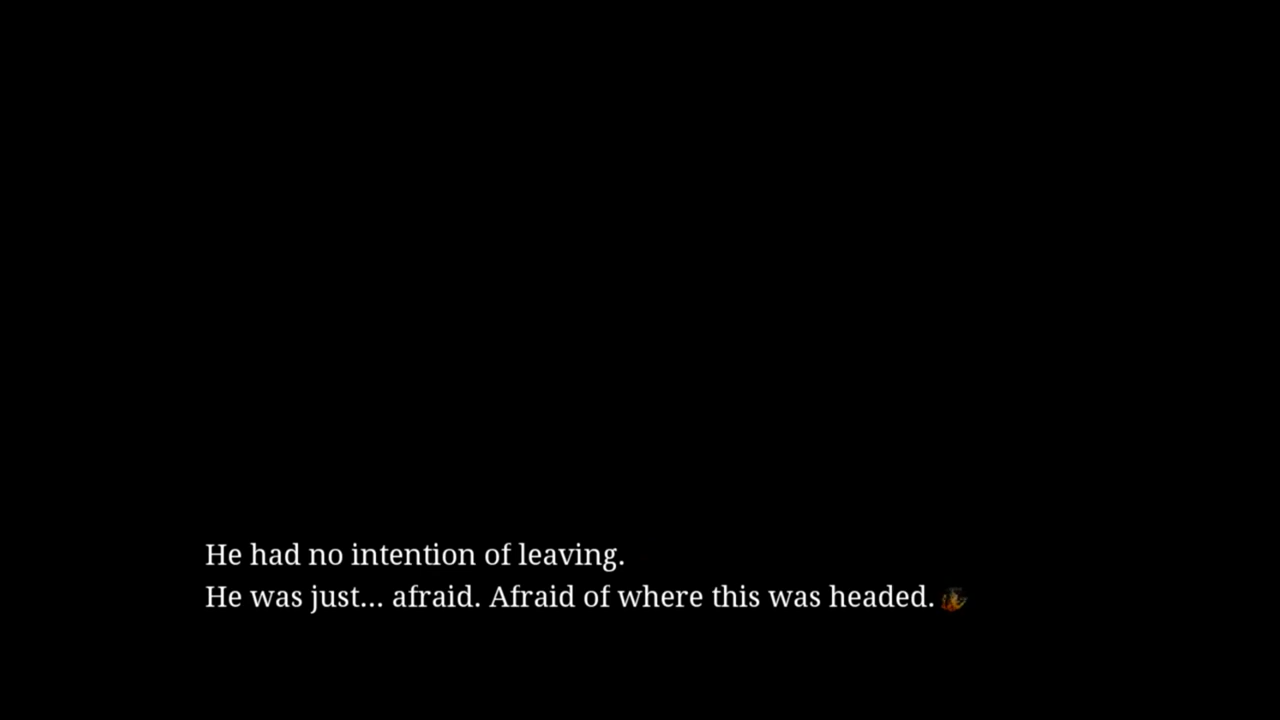 He had no intention of leaving.
He was just... afraid. Afraid of where this was headed.